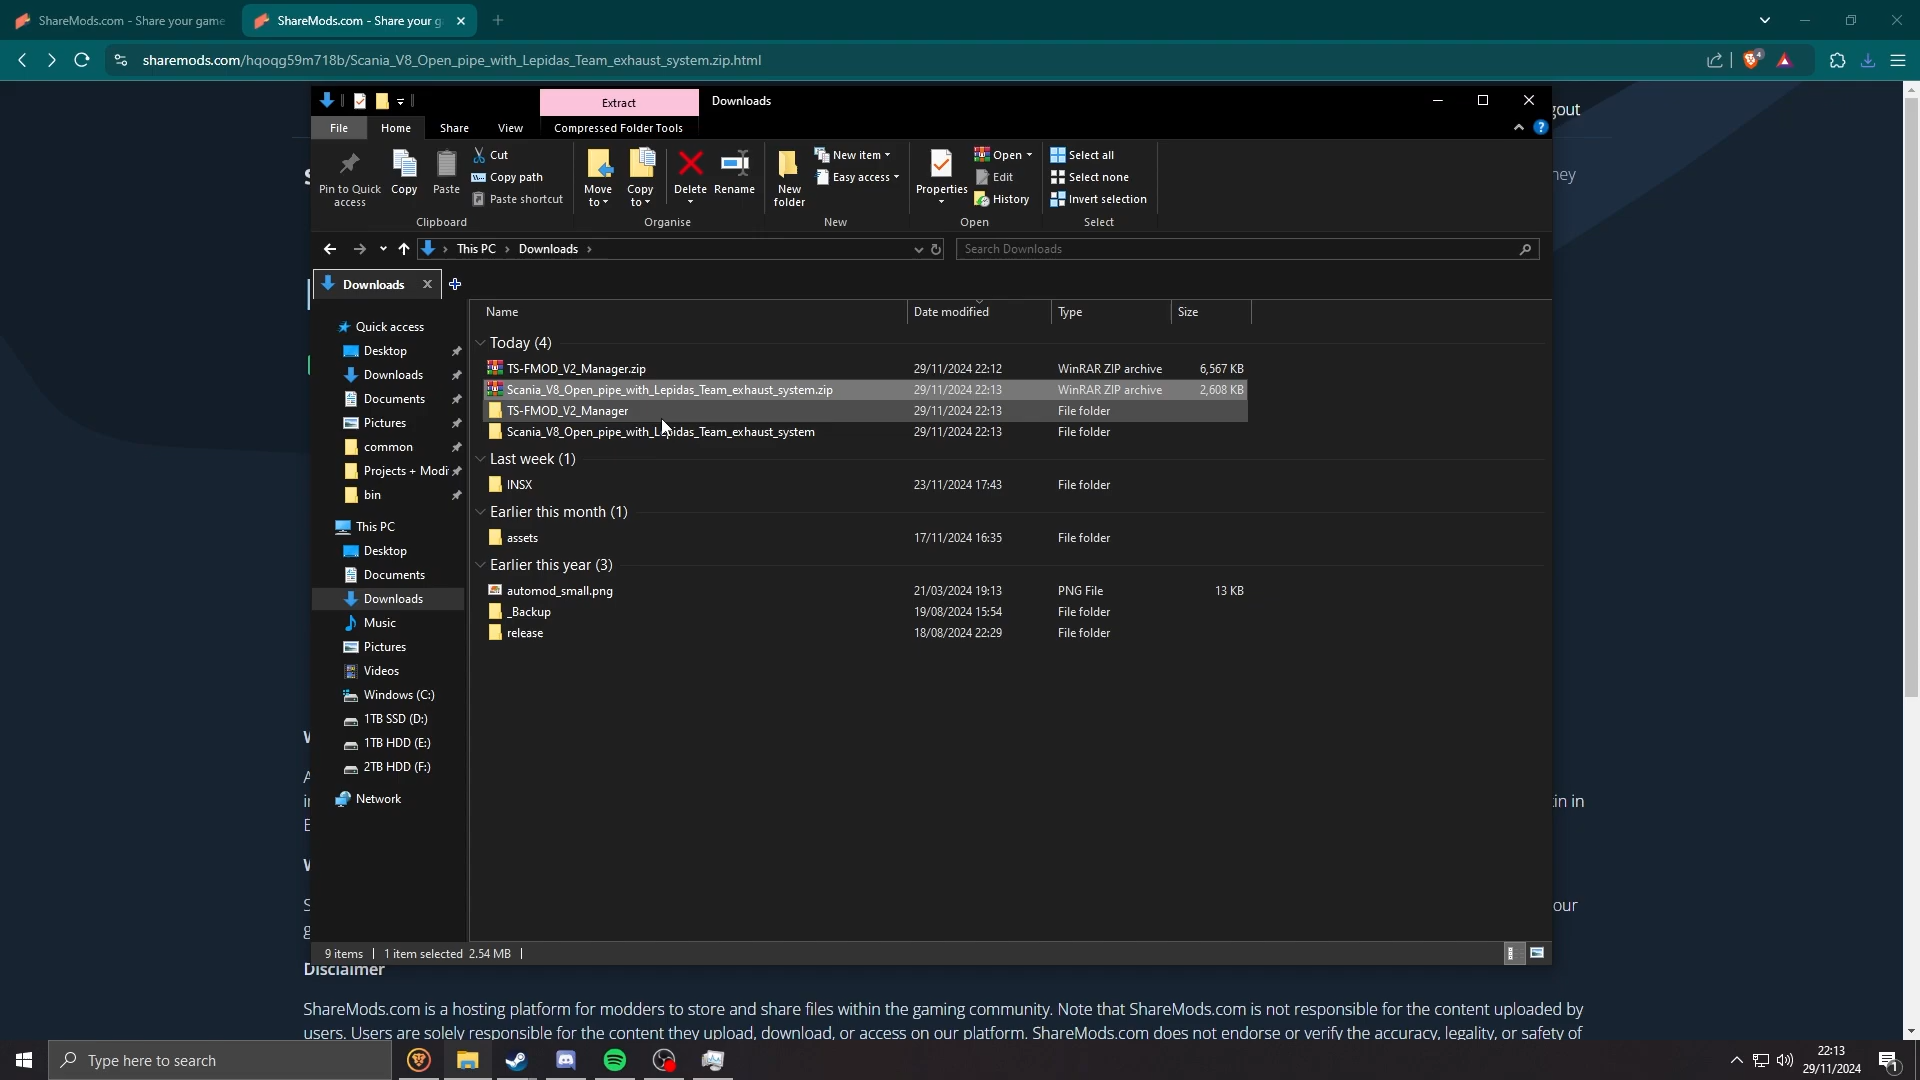 ShareMods.com - Share your game
ShareMods.com - Share your g
sharemods.com/hqoqg59m718b/Scania_V8_Open_pipe_with_Lepidas_Team_exhaust_system.zip.html
4
Extract
Downloads
gout
File
Home
Share
View
Compressed Folder Tools
Pin to Quick access
Copy
Paste
Cut
Copy path
Paste shortcut
Move to
Copy to
Delete
Rename
New folder
New item
Easy access
Properties
Open
Edit
History
Select all
Select none
Invert selection
Clipboard
Organise
New
Open
Select
hey
This PC
Downloads
Search Downloads
Downloads
Name
Date modified
Type
Size
Quick access
Desktop
Downloads
Documents
Pictures
common
Projects + Modi
bin
This PC
Desktop
Documents
Downloads
Music
Pictures
Videos
Windows (C:)
1TB SSD (D:)
1TB HDD (E:)
2TB HDD (F:)
Network
Today (4)
TS-FMOD_V2_Manager.zip 29/11/2024 22:12 WinRAR ZIP archive 6,567 KB
Scania_V8_Open_pipe_with_Lepidas_Team_exhaust_system.zip 29/11/2024 22:13 WinRAR ZIP archive 2,608 KB
TS-FMOD_V2_Manager 29/11/2024 22:13 File folder
Scania_V8_Open_pipe_with_Lepidas_Team_exhaust_system 29/11/2024 22:13 File folder
Last week (1)
INSX 23/11/2024 17:43 File folder
Earlier this month (1)
assets 17/11/2024 16:35 File folder
Earlier this year (3)
automod_small.png 21/03/2024 19:13 PNG File 13 KB
_Backup 19/08/2024 15:54 File folder
release 18/08/2024 22:29 File folder
in in
our
9 items
1 item selected 2.54 MB
Disclaimer
ShareMods.com is a hosting platform for modders to store and share files within the gaming community. Note that ShareMods.com is not responsible for the content uploaded by
users. Users are solely responsible for the content they upload, download, or access on our platform. ShareMods.com does not endorse or verify the accuracy, legality, or safety of
Type here to search
22:13
29/11/2024
1